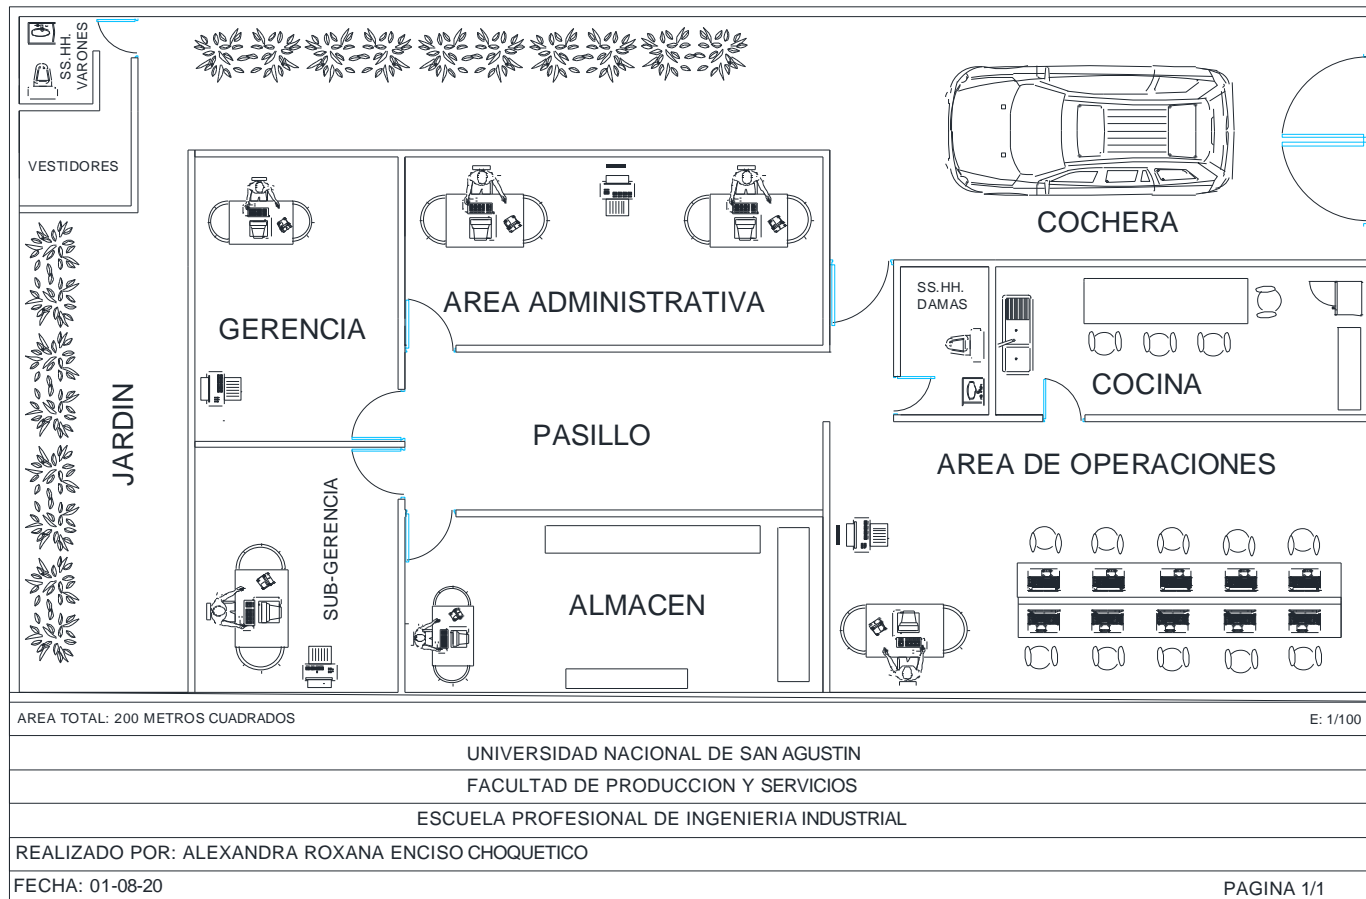 SS.HH.
VARONES
VESTIDORES
COCHERA
SS.HH.
DAMAS
AREA ADMINISTRATIVA
GERENCIA
COCINA
JARDIN
PASILLO
AREA DE OPERACIONES
SUB-GERENCIA
ALMACEN
AREA TOTAL: 200 METROS CUADRADOS
E: 1/100
UNIVERSIDAD NACIONAL DE SAN AGUSTIN
FACULTAD DE PRODUCCION Y SERVICIOS
ESCUELA PROFESIONAL DE INGENIERIA INDUSTRIAL
REALIZADO POR: ALEXANDRA ROXANA ENCISO CHOQUETICO
FECHA: 01-08-20
PAGINA 1/1